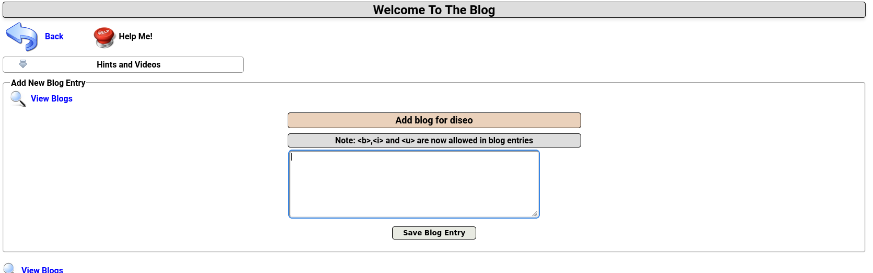 Welcome To The Blog
Back
HELP
Help Me!
Hints and Videos
Add New Blog Entry
View Blogs
Add blog for diseo
Note: <b>,<i> and <u> are now allowed in blog entries
Save Blog Entry
View Blogs